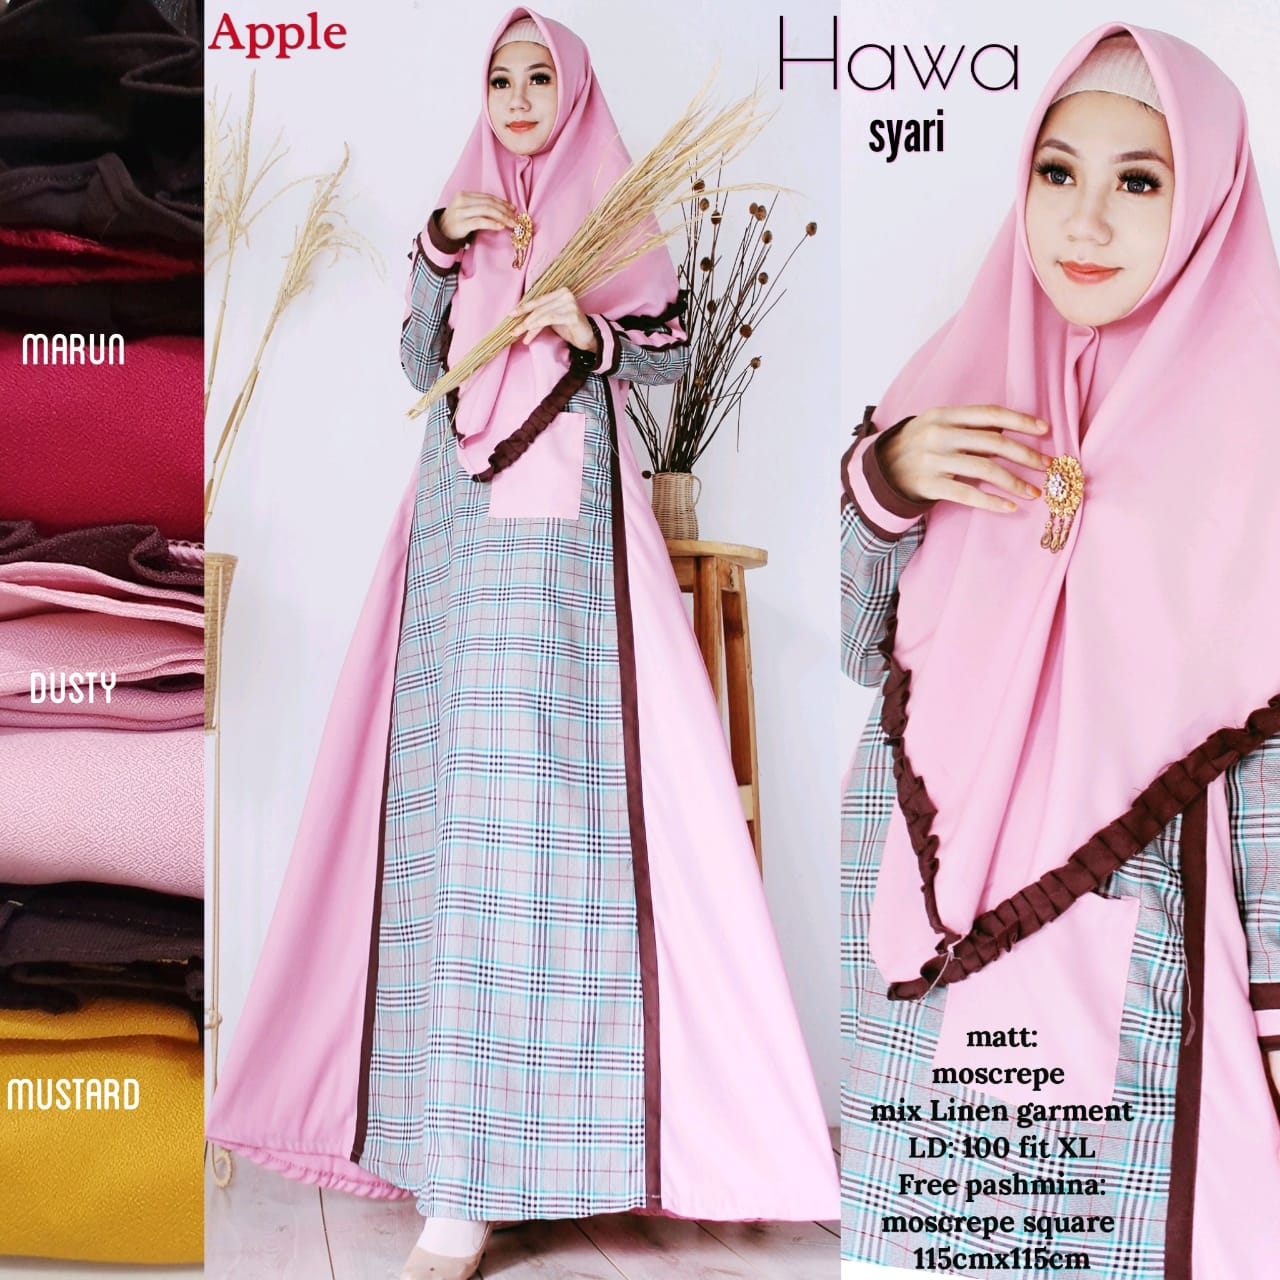 Apple
Hawa
syari
MARUN
DUSTY
MUSTARD
matt:
moscrepe
mix Linen garment
LD: 100 fit XL
Free pashmina:
moscrepe square
115cmx115cm